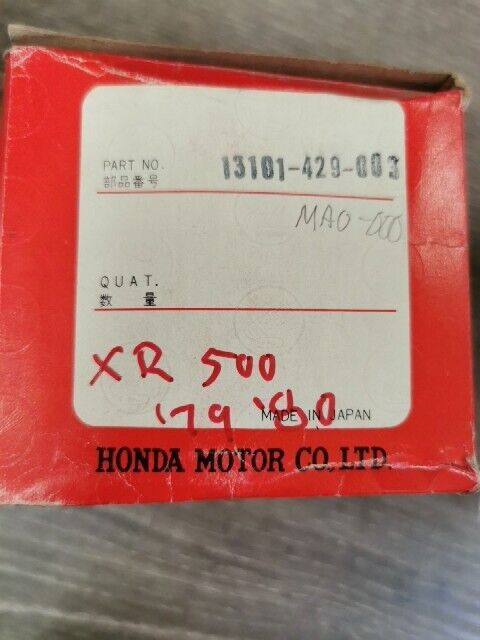 PART NO. 13101-429-003
部品番号
MAO-000
QUAT.
数 量
XR 500
'79 '80
MADE IN JAPAN
HONDA MOTOR CO., LTD.